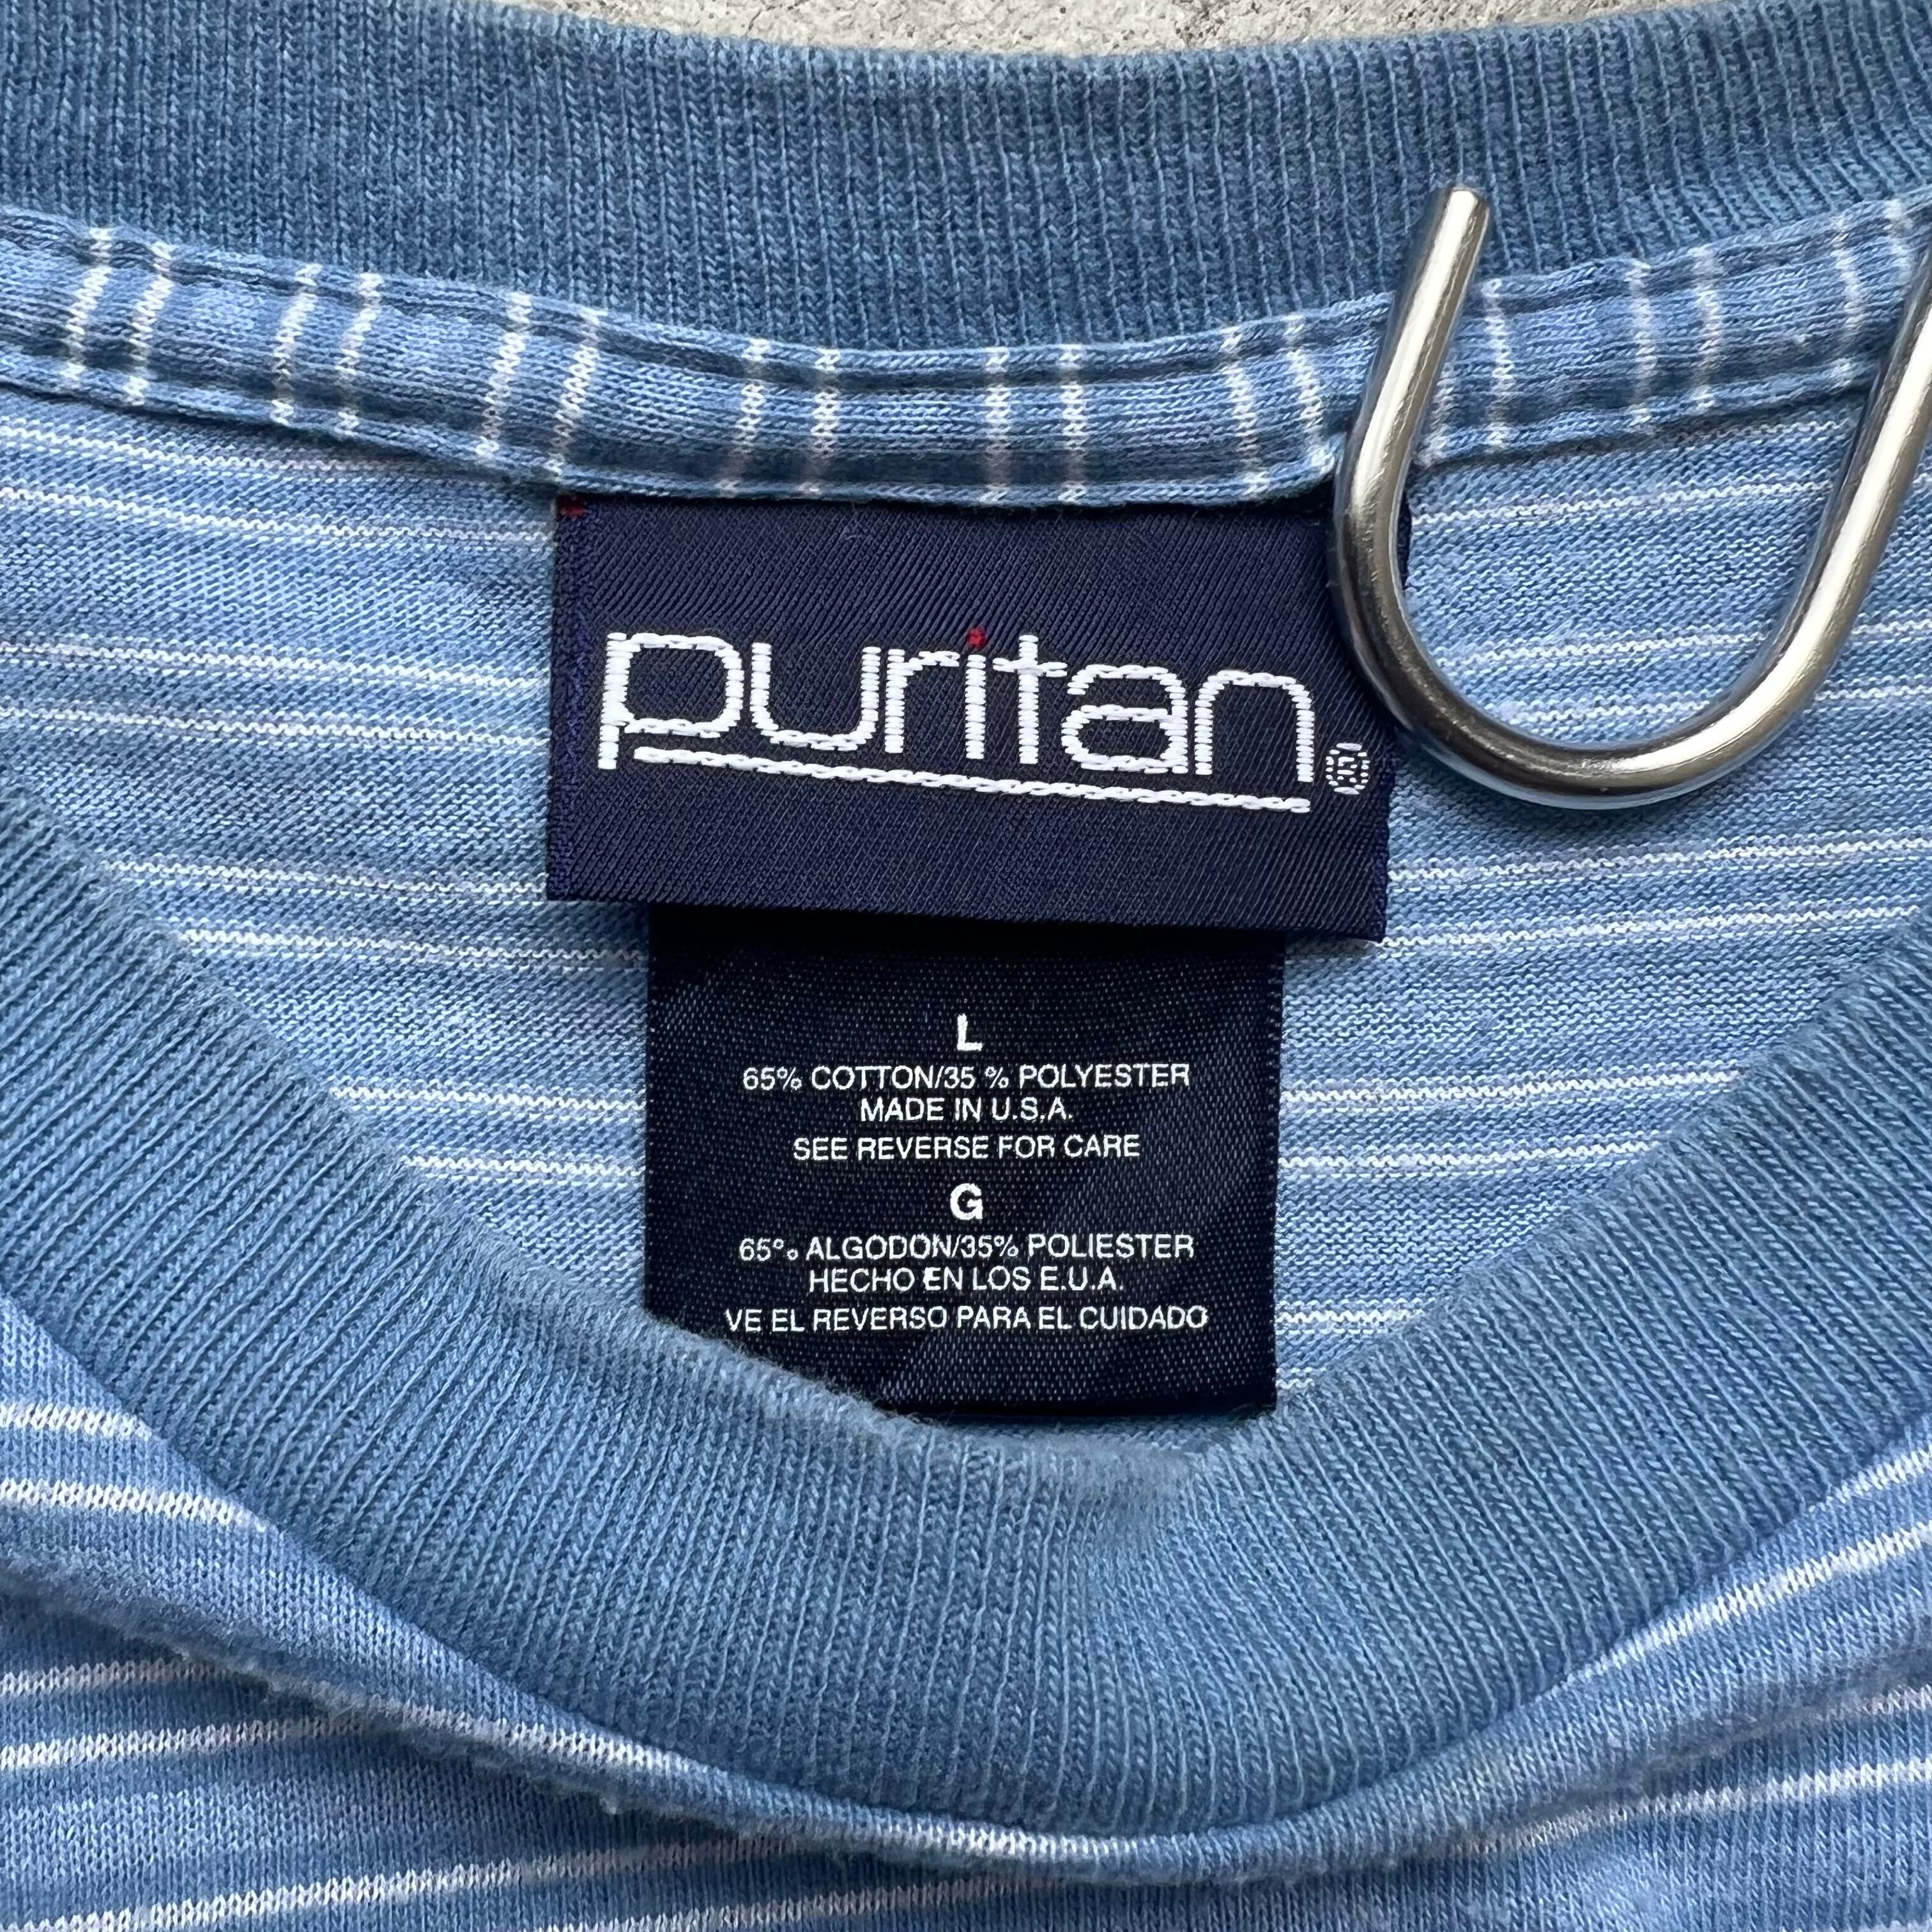 puritan®
L
65% COTTON/35 % POLYESTER
MADE IN U.S.A.
SEE REVERSE FOR CARE
G
65% ALGODON/35% POLIESTER
HECHO EN LOS E.U.A.
VE EL REVERSO PARA EL CUIDADO